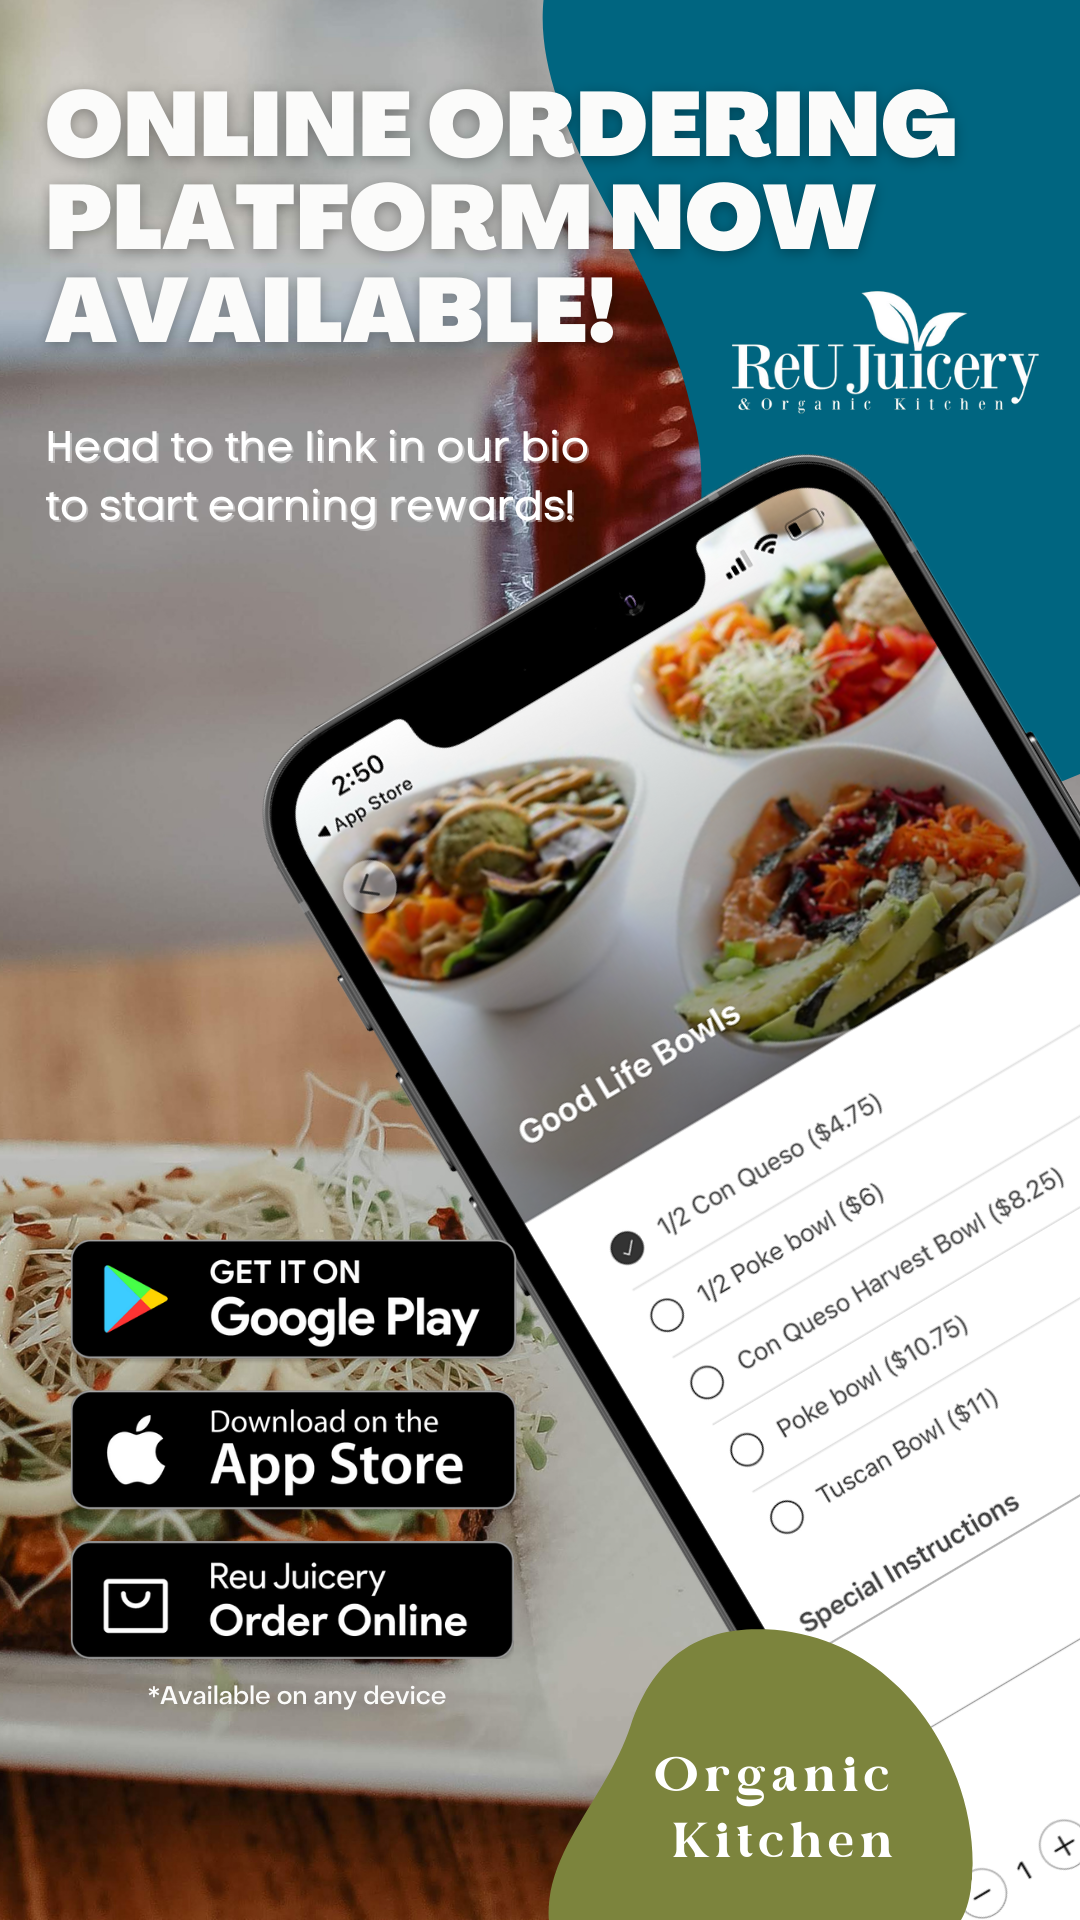 ONLINE ORDERING
PLATFORM NOW
AVAILABLE!
ReU Juicery
& Organic Kitchen
Head to the link in our bio
to start earning rewards!
2:50
App Store
Good Life Bowls
1/2 Con Queso ($4.75)
1/2 Poke bowl ($6)
Con Queso Harvest Bowl ($8.25)
Poke bowl ($10.75)
Tuscan Bowl ($11)
Special Instructions
1
GET IT ON
Google Play
Download on the
App Store
Reu Juicery
Order Online
*Available on any device
Organic
Kitchen